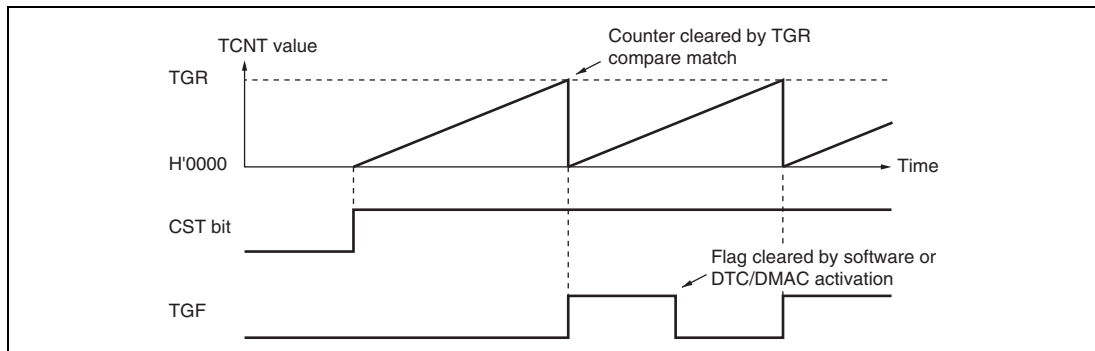 Counter cleared by TGR
compare match
TCNT value
TGR
H'0000
Time
CST bit
Flag cleared by software or
DTC/DMAC activation
TGF